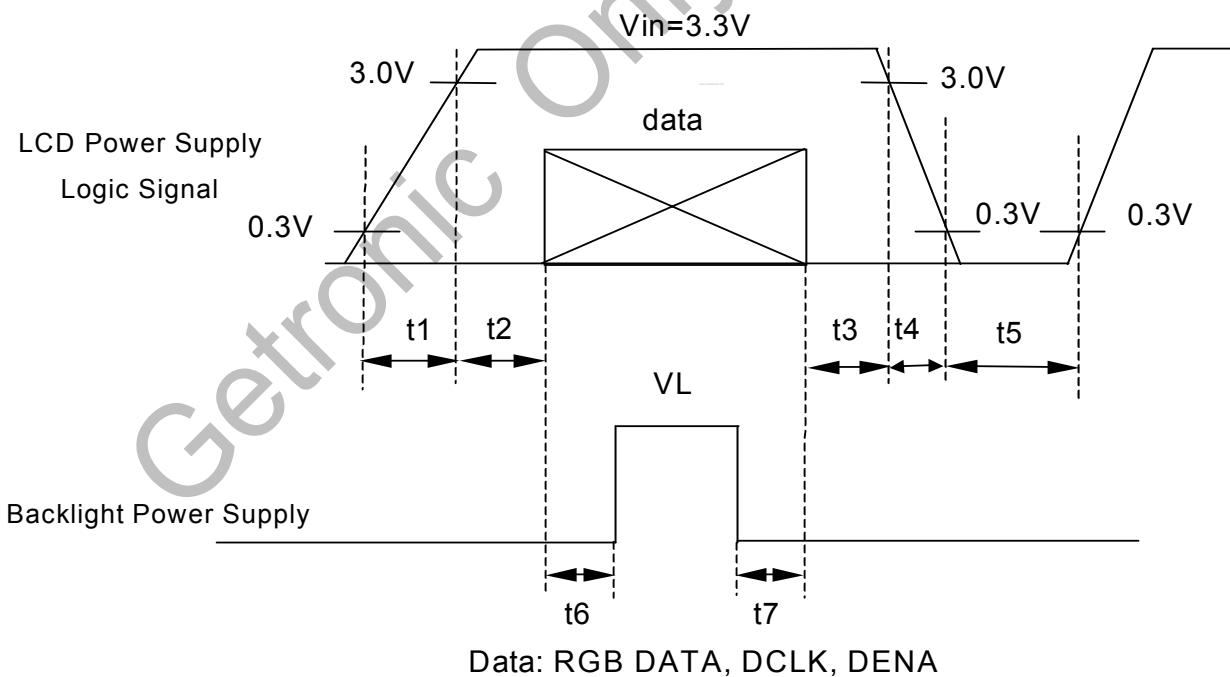 Vin=3.3V
3.0V
3.0V
data
LCD Power Supply
Logic Signal
0.3V
0.3V
0.3V
t1
t2
t3
t4
t5
VL
Backlight Power Supply
t6
t7
Data: RGB DATA, DCLK, DENA
Getronic Only